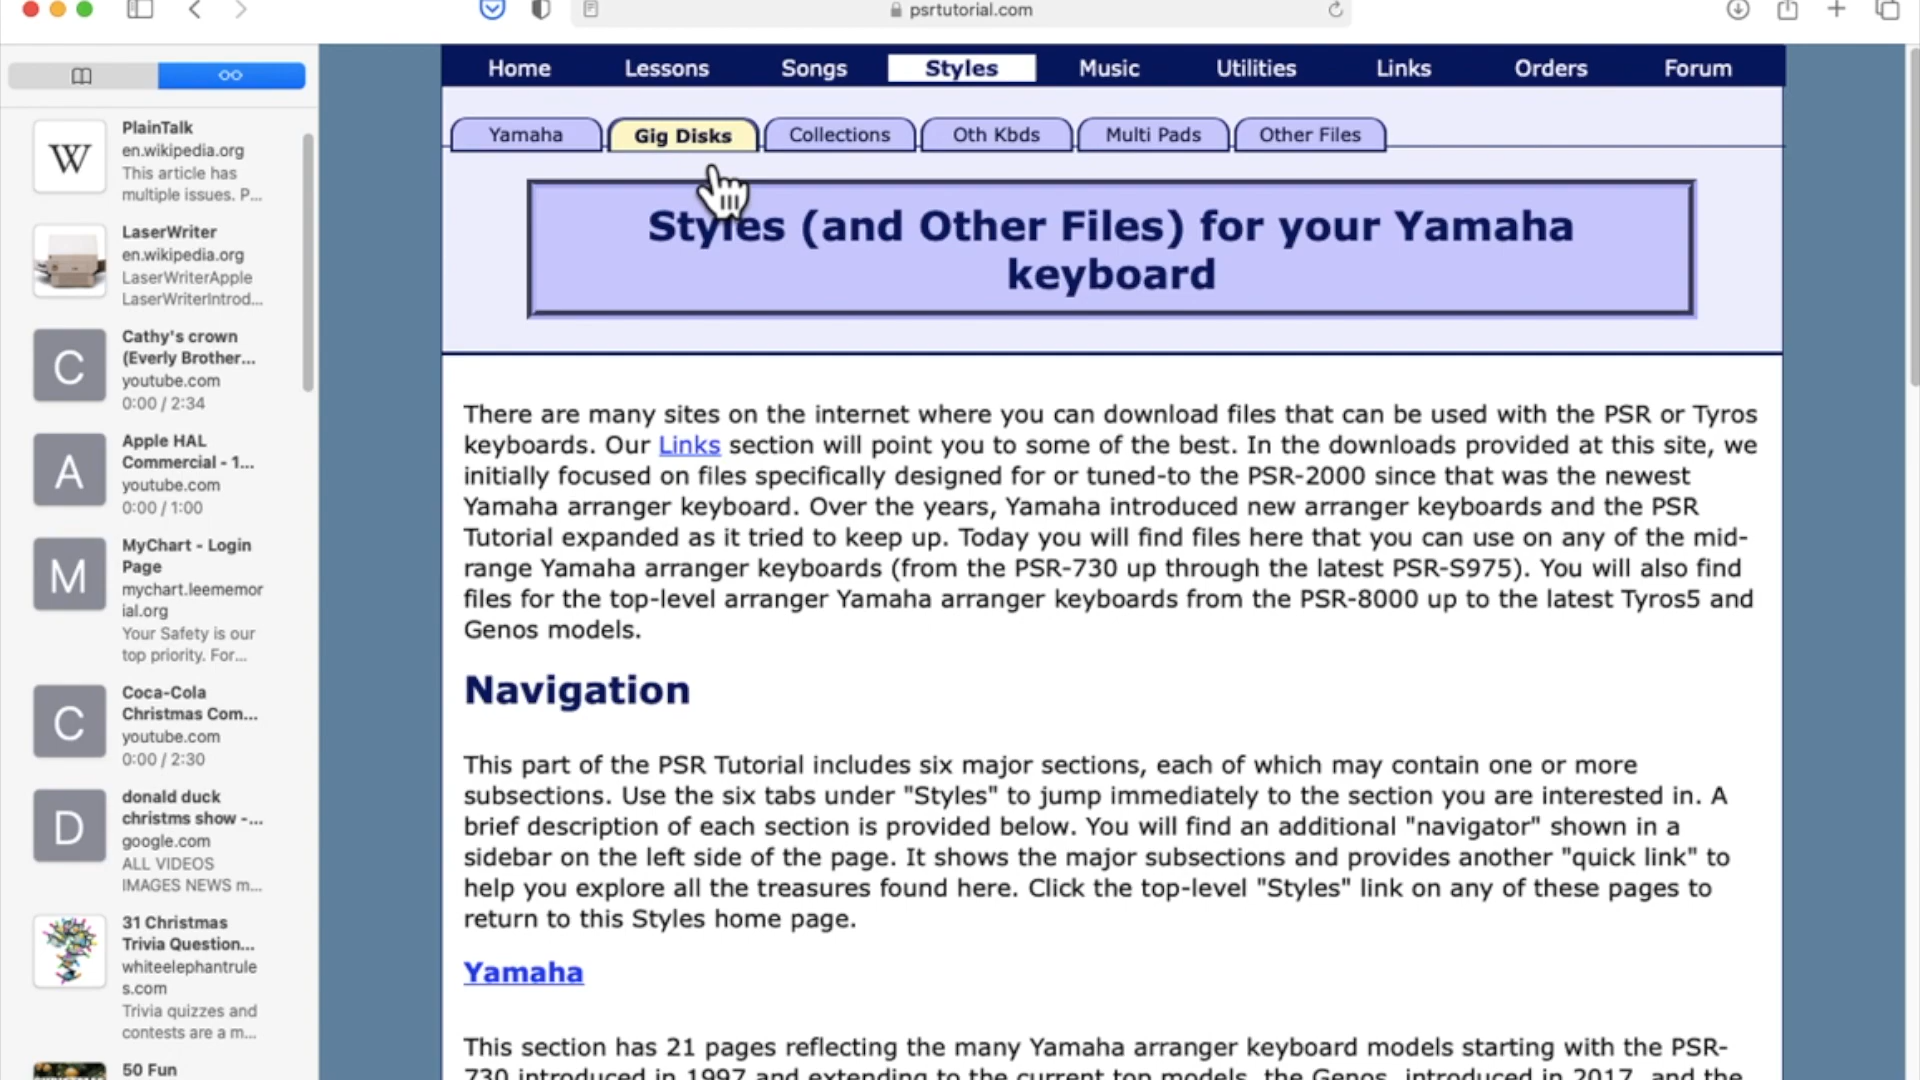 psrtutorial.com
Home Lessons Songs Styles Music Utilities Links Orders Forum
Yamaha Gig Disks Collections Oth Kbds Multi Pads Other Files
Styles (and Other Files) for your Yamaha
keyboard
There are many sites on the internet where you can download files that can be used with the PSR or Tyros
keyboards. Our Links section will point you to some of the best. In the downloads provided at this site, we
initially focused on files specifically designed for or tuned-to the PSR-2000 since that was the newest
Yamaha arranger keyboard. Over the years, Yamaha introduced new arranger keyboards and the PSR
Tutorial expanded as it tried to keep up. Today you will find files here that you can use on any of the mid-
range Yamaha arranger keyboards (from the PSR-730 up through the latest PSR-S975). You will also find
files for the top-level arranger Yamaha arranger keyboards from the PSR-8000 up to the latest Tyros5 and
Genos models.
Navigation
This part of the PSR Tutorial includes six major sections, each of which may contain one or more
subsections. Use the six tabs under "Styles" to jump immediately to the section you are interested in. A
brief description of each section is provided below. You will find an additional "navigator" shown in a
sidebar on the left side of the page. It shows the major subsections and provides another "quick link" to
help you explore all the treasures found here. Click the top-level "Styles" link on any of these pages to
return to this Styles home page.
Yamaha
This section has 21 pages reflecting the many Yamaha arranger keyboard models starting with the PSR-
730 introduced in 1997 and extending to the current top models, the Genos, introduced in 2017, and the
W
PlainTalk
en.wikipedia.org
This article has
multiple issues. P...
LaserWriter
en.wikipedia.org
LaserWriterApple
LaserWriterIntrod...
C
Cathy's crown
(Everly Brother...
youtube.com
0:00 / 2:34
A
Apple HAL
Commercial - 1...
youtube.com
0:00 / 1:00
M
MyChart - Login
Page
mychart.leememor
ial.org
Your Safety is our
top priority. For...
C
Coca-Cola
Christmas Com...
youtube.com
0:00 / 2:30
D
donald duck
christms show -...
google.com
ALL VIDEOS
IMAGES NEWS m...
31 Christmas
Trivia Question...
whiteelephantrule
s.com
Trivia quizzes and
contests are a m...
50 Fun